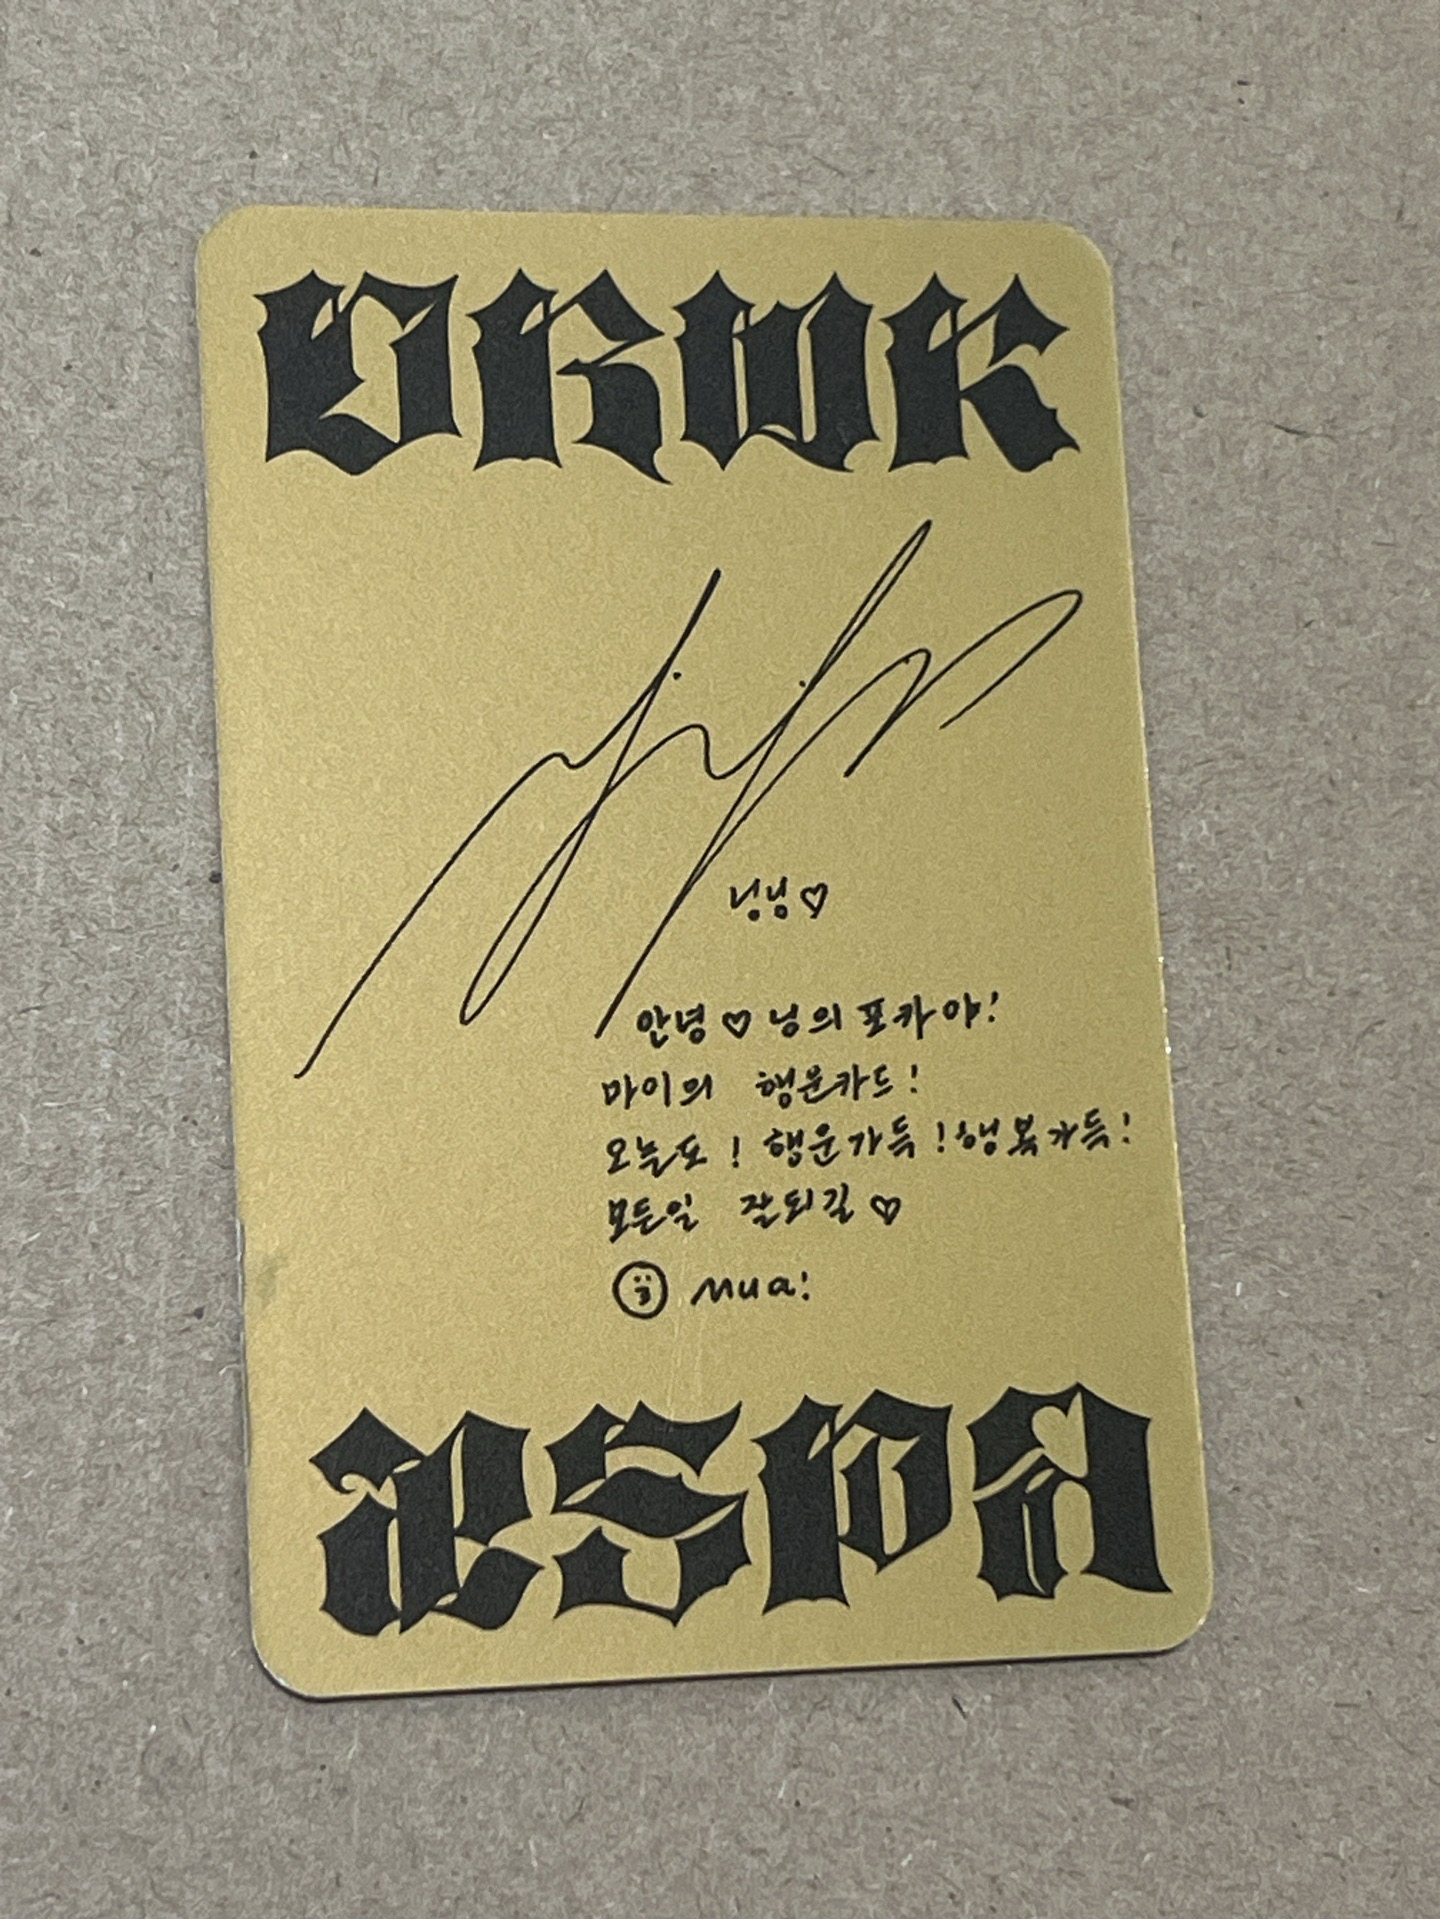 DRWK
닝닝♡
안녕♡ 닝의 포카야!
마이의 행운카드!
오늘도! 행운가득! 행복가득!
모든일 잘되길♡
Mua!
aespa